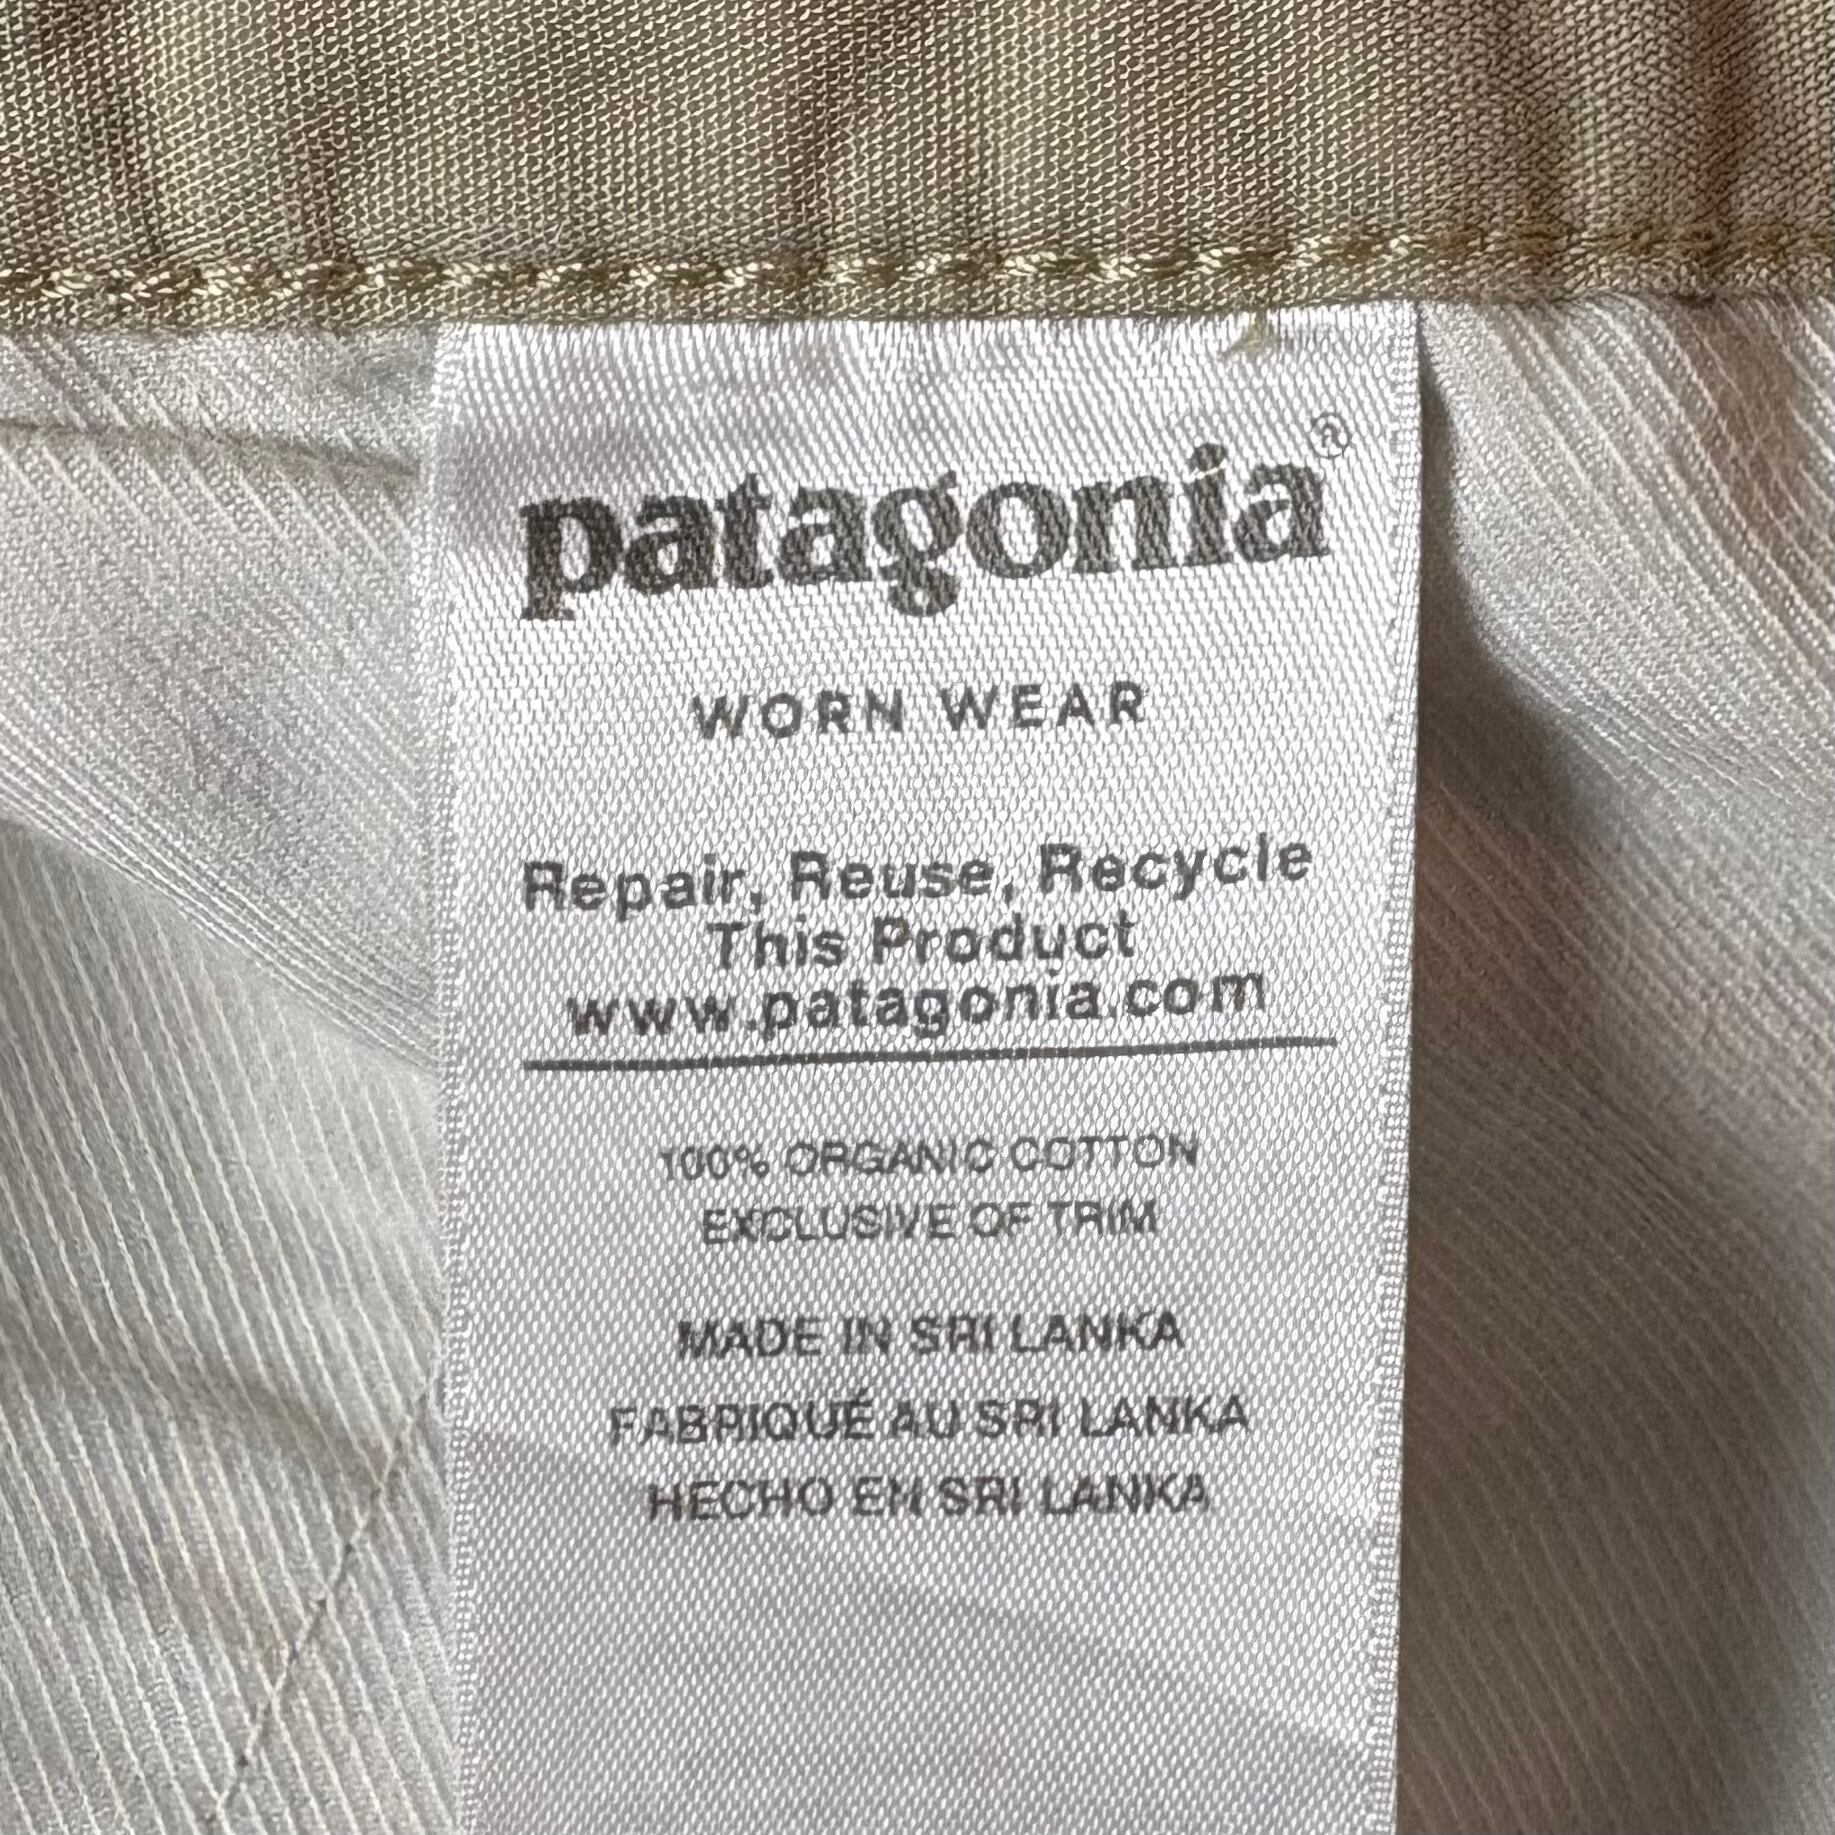 patagonia®
WORN WEAR
Repair, Reuse, Recycle
This Product
www.patagonia.com
100% ORGANIC COTTON
EXCLUSIVE OF TRIM
MADE IN SRI LANKA
FABRIQUÉ AU SRI LANKA
HECHO EN SRI LANKA